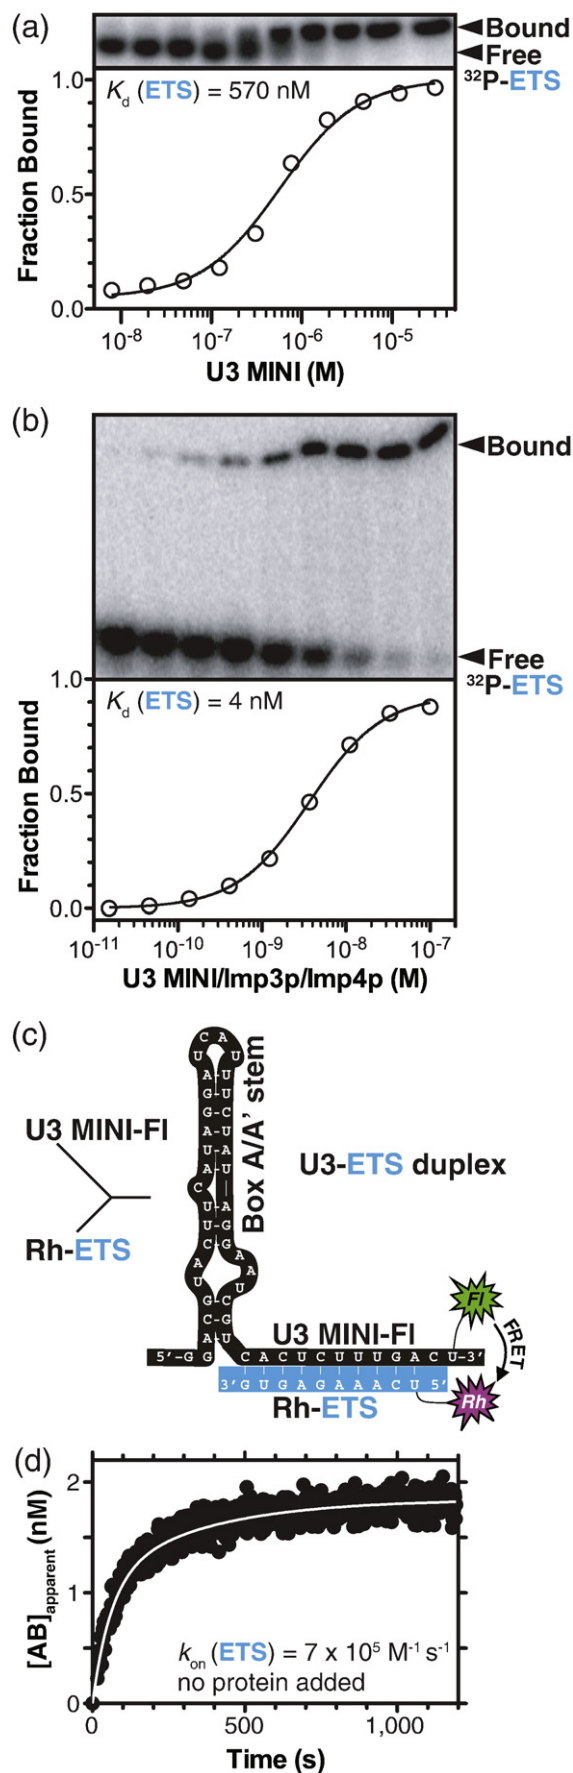 (a)
Bound
Free
³²P-ETS
K_d (ETS) = 570 nM
1.0
0.5
0.0
Fraction Bound
10⁻⁸ 10⁻⁷ 10⁻⁶ 10⁻⁵
U3 MINI (M)
(b)
Bound
Free
³²P-ETS
K_d (ETS) = 4 nM
1.0
0.5
0.0
Fraction Bound
10⁻¹¹ 10⁻¹⁰ 10⁻⁹ 10⁻⁸ 10⁻⁷
U3 MINI/Imp3p/Imp4p (M)
(c)
U3 MINI-Fl
Rh-ETS
Box A/A' stem
U3-ETS duplex
Fl
FRET
Rh
U3 MINI-Fl
5'-G G
C A C U C U U U G A C U-3'
3'G U G A G A A A C U 5'
Rh-ETS
(d)
2
1
0
[AB]apparent (nM)
k_on (ETS) = 7 x 10⁵ M⁻¹ s⁻¹
no protein added
0 500 1,000
Time (s)